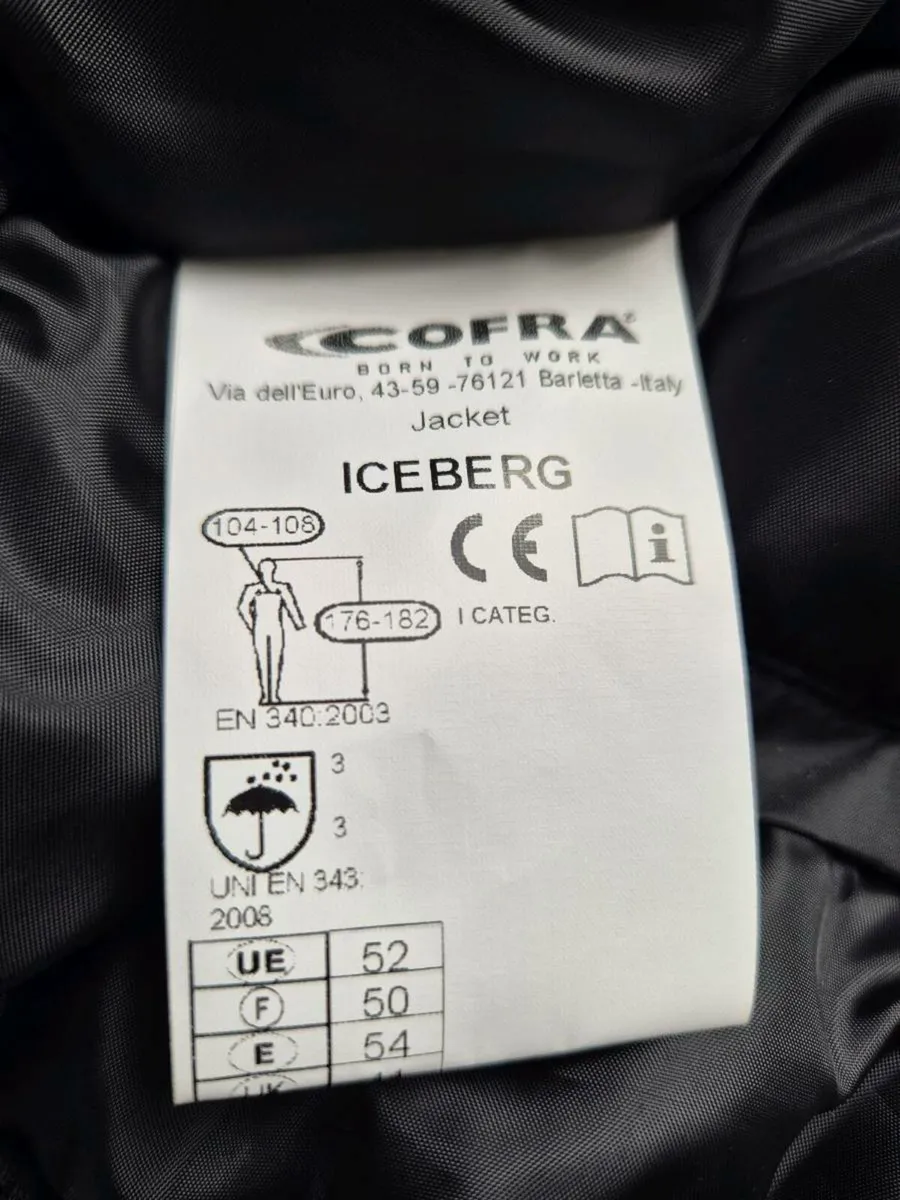 COFRA®
BORN TO WORK
Via dell'Euro, 43-59 -76121 Barletta -Italy
Jacket
ICEBERG
104-108
CE
i
176-182
I CATEG.
EN 340:2003
3
3
UNI EN 343:
2008
UE 52
F 50
E 54
UK